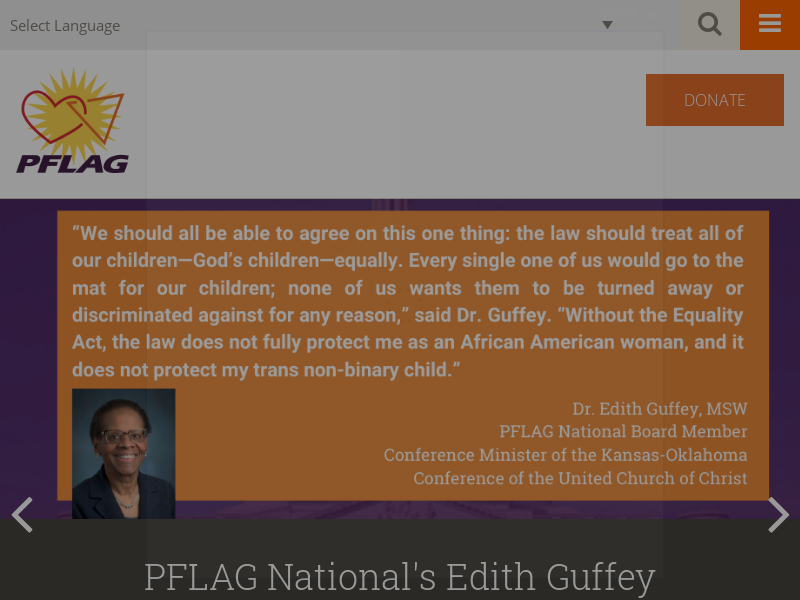 Select Language
DONATE
PFLAG
“We should all be able to agree on this one thing: the law should treat all of
our children—God’s children—equally. Every single one of us would go to the
mat for our children; none of us wants them to be turned away or
discriminated against for any reason,” said Dr. Guffey. “Without the Equality
Act, the law does not fully protect me as an African American woman, and it
does not protect my trans non-binary child.”
Dr. Edith Guffey, MSW
PFLAG National Board Member
Conference Minister of the Kansas-Oklahoma
Conference of the United Church of Christ
PFLAG National's Edith Guffey